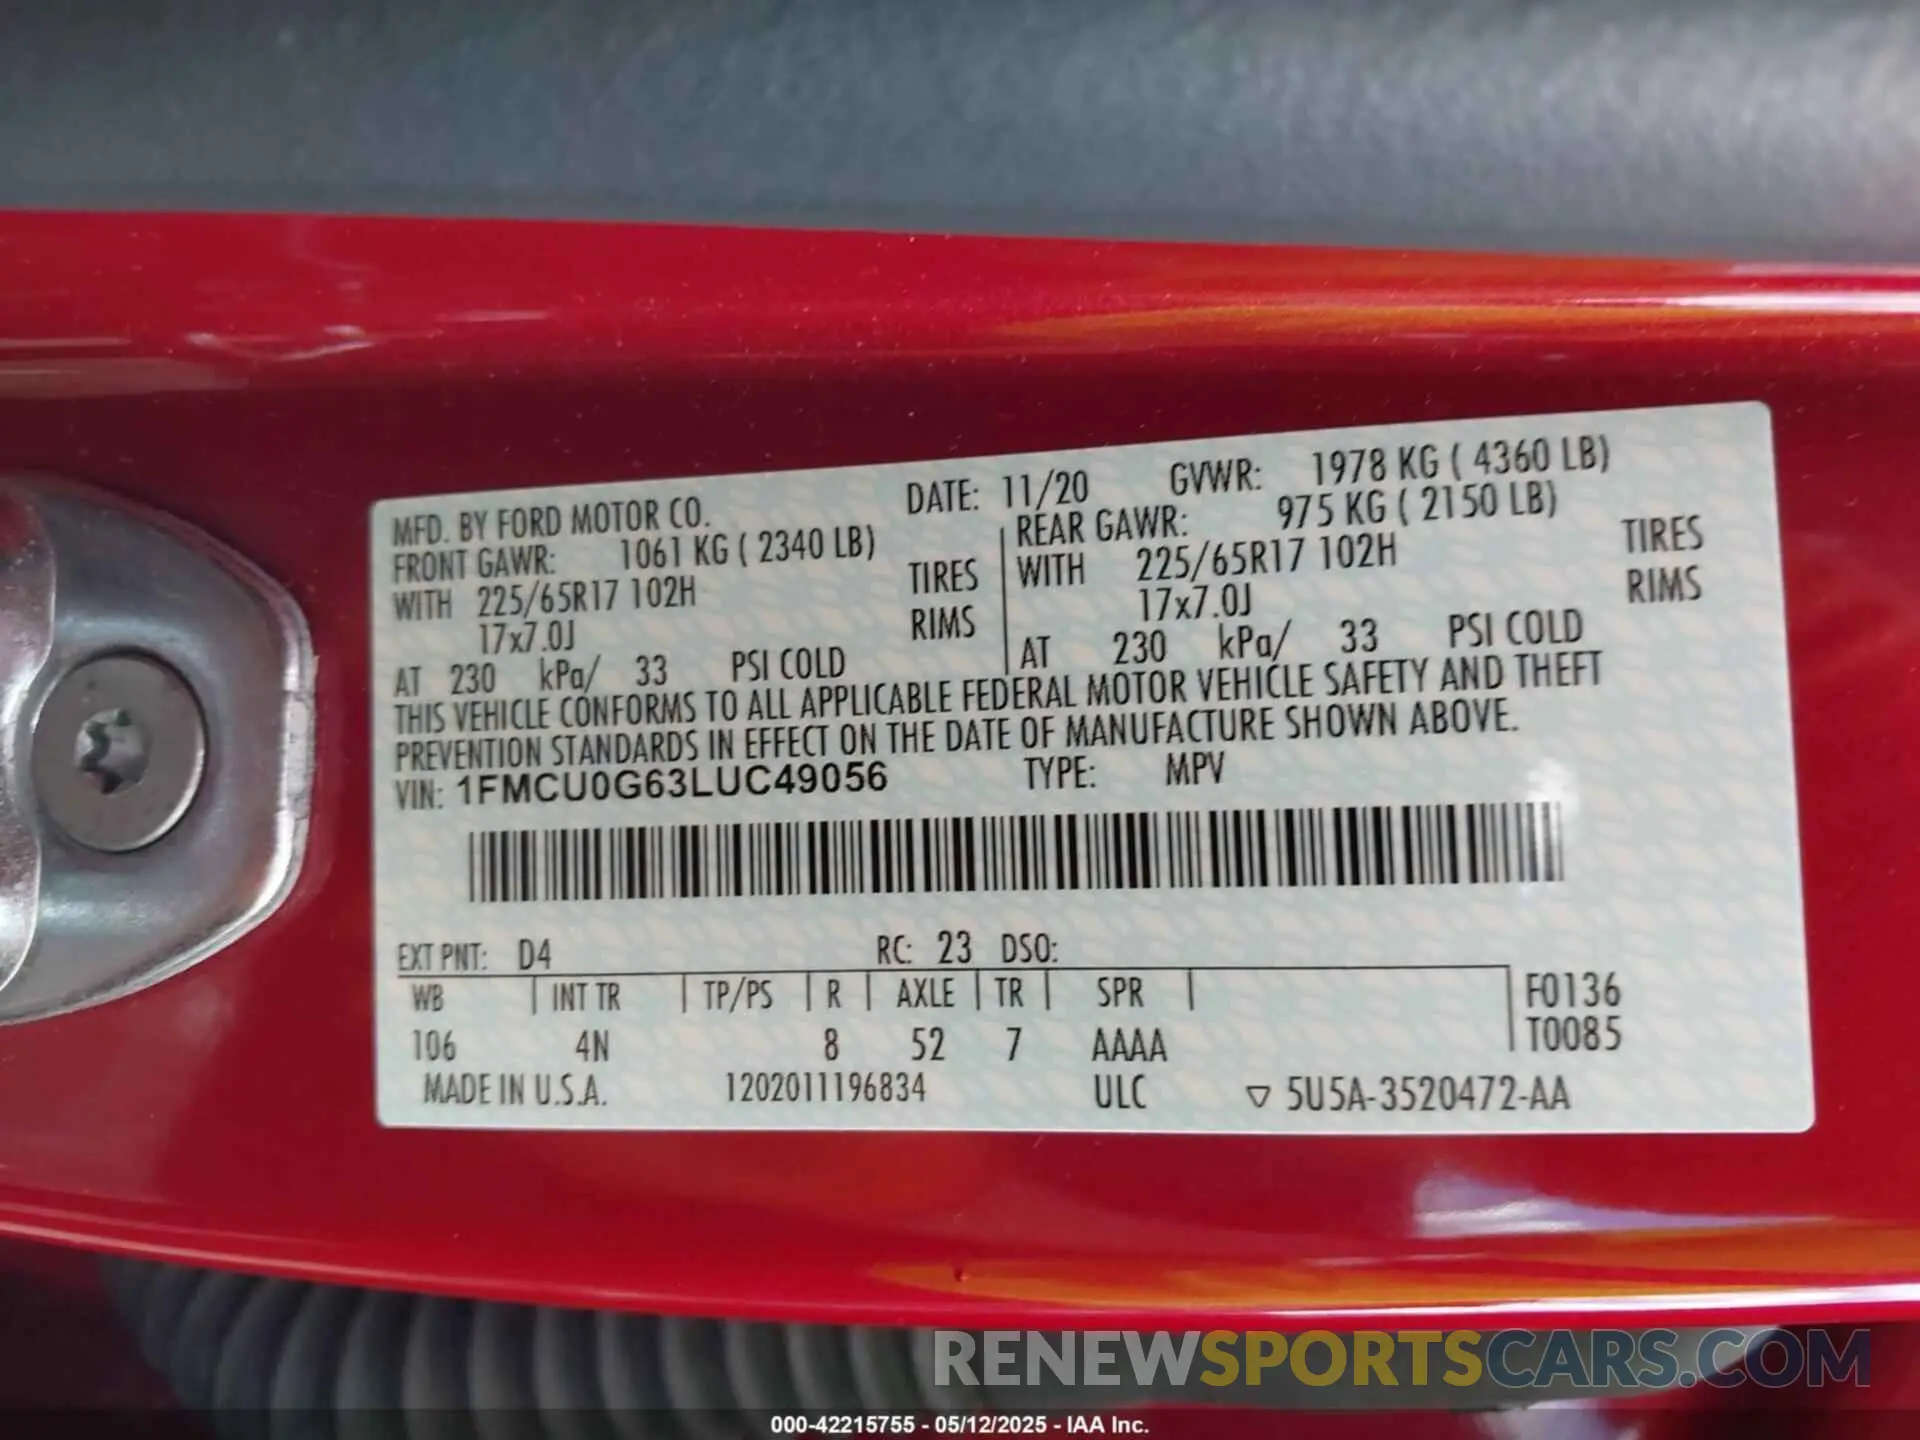 MFD. BY FORD MOTOR CO. DATE: 11/20 GVWR: 1978 KG ( 4360 LB)
FRONT GAWR: 1061 KG ( 2340 LB) REAR GAWR: 975 KG ( 2150 LB)
WITH 225/65R17 102H TIRES WITH 225/65R17 102H TIRES
17x7.0J RIMS 17x7.0J RIMS
AT 230 kPa/ 33 PSI COLD AT 230 kPa/ 33 PSI COLD
THIS VEHICLE CONFORMS TO ALL APPLICABLE FEDERAL MOTOR VEHICLE SAFETY AND THEFT
PREVENTION STANDARDS IN EFFECT ON THE DATE OF MANUFACTURE SHOWN ABOVE.
VIN: 1FMCU0G63LUC49056 TYPE: MPV
EXT PNT: D4 RC: 23 DSO:
WB INT TR TP/PS R AXLE TR SPR F0136
106 4N 8 52 7 AAAA T0085
MADE IN U.S.A. 1202011196834 ULC ▽ 5U5A-3520472-AA
RENEWSPORTSCARS.COM
000-42215755 - 05/12/2025 - IAA Inc.